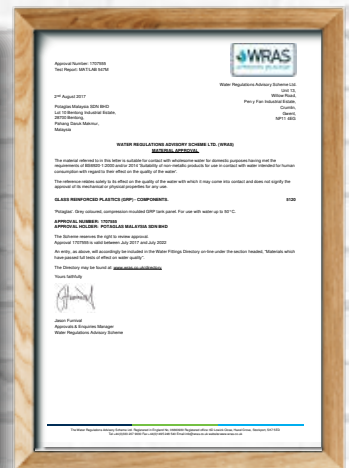 WRAS
Approval Number: 1707555
Test Report: MAT/LAB 547M
Water Regulations Advisory Scheme Ltd.
Unit 13,
Willow Road,
Pen y Fan Industrial Estate,
Crumlin,
Gwent,
NP11 4EG
2nd August 2017
Potaglas Malaysia SDN BHD
Lot 10 Bentong Industrial Estate,
28700 Bentong,
Pahang Darul Makmur,
Malaysia
WATER REGULATIONS ADVISORY SCHEME LTD. (WRAS)
MATERIAL APPROVAL
The material referred to in this letter is suitable for contact with wholesome water for domestic purposes having met the
requirements of BS6920-1:2000 and/or 2014 'Suitability of non-metallic products for use in contact with water intended for human
consumption with regard to their effect on the quality of the water'.
The reference relates solely to its effect on the quality of the water with which it may come into contact and does not signify the
approval of its mechanical or physical properties for any use.
GLASS REINFORCED PLASTICS (GRP) - COMPONENTS. 5120
'Potaglas'. Grey coloured, compression moulded GRP tank panel. For use with water up to 50°C.
APPROVAL NUMBER: 1707555
APPROVAL HOLDER: POTAGLAS MALAYSIA SDN BHD
The Scheme reserves the right to review approval.
Approval 1707555 is valid between July 2017 and July 2022
An entry, as above, will accordingly be included in the Water Fittings Directory on-line under the section headed, "Materials which
have passed full tests of effect on water quality".
The Directory may be found at: www.wras.co.uk/directory
Yours faithfully
Jason Furnival
Approvals & Enquiries Manager
Water Regulations Advisory Scheme